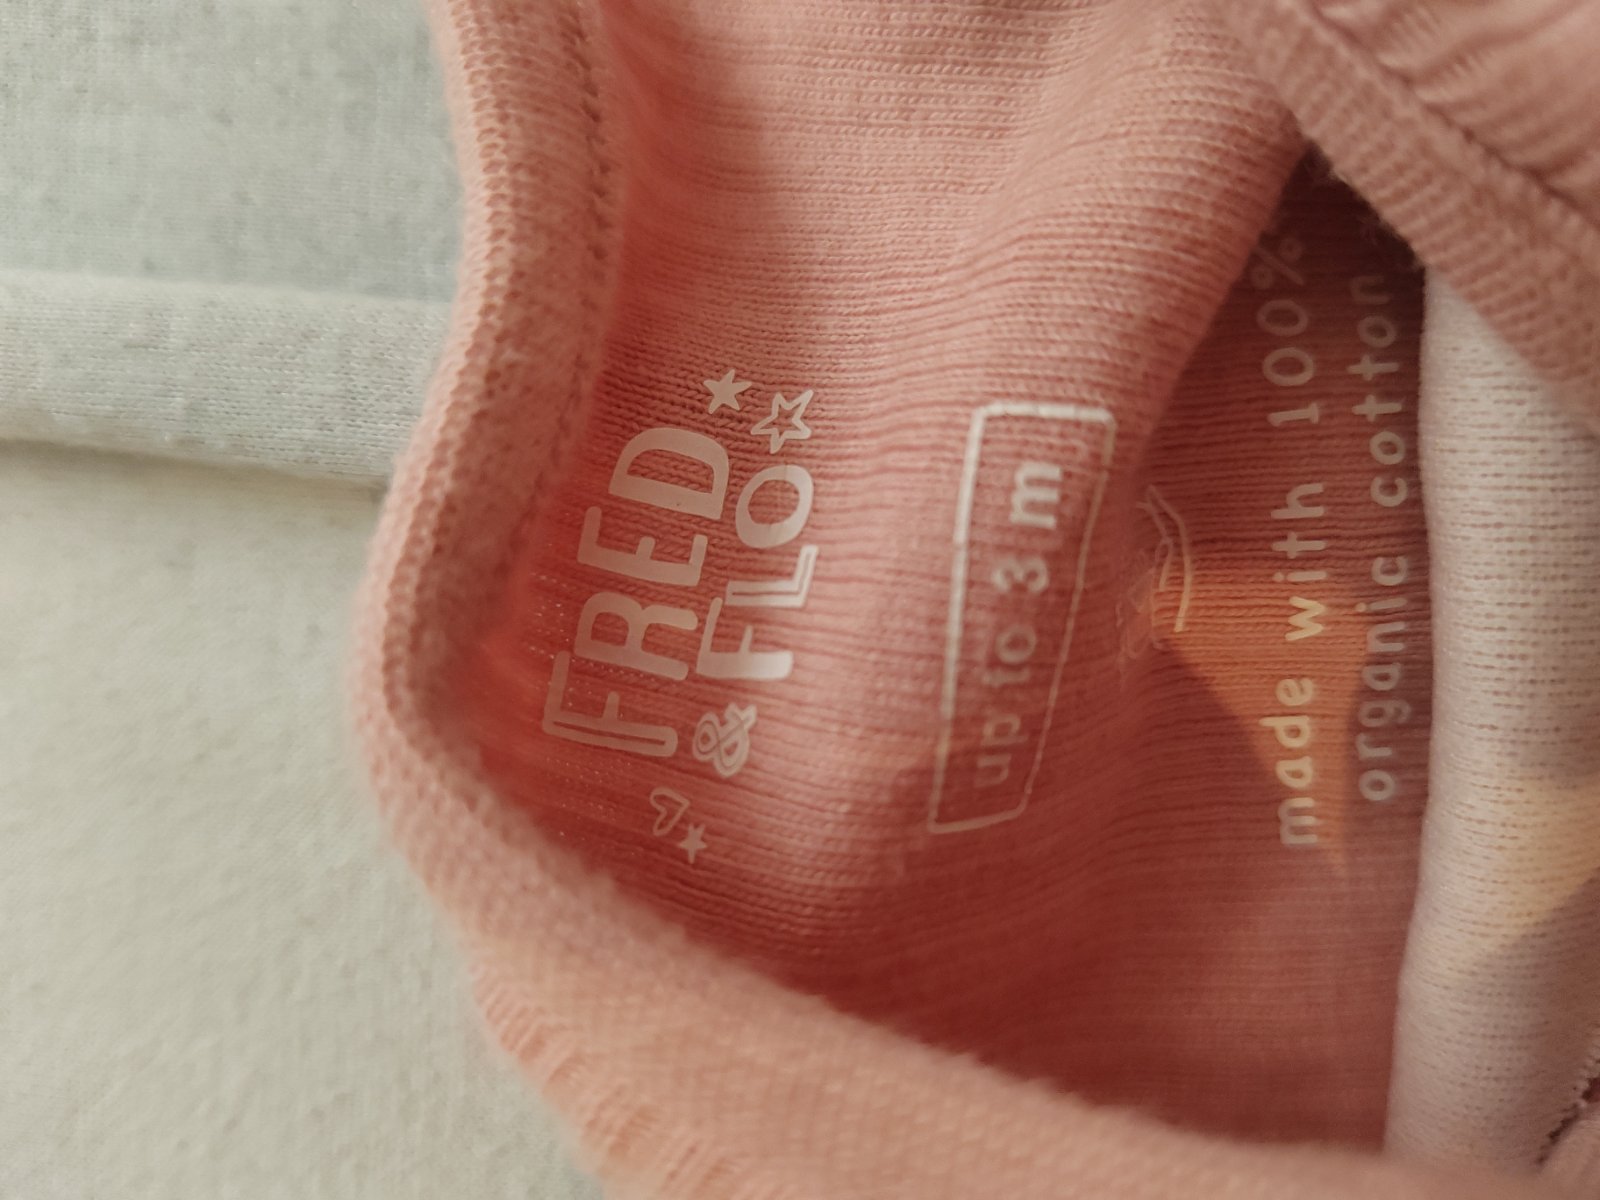 FRED
& FLO
up to 3 m
made with 100%
organic cotton